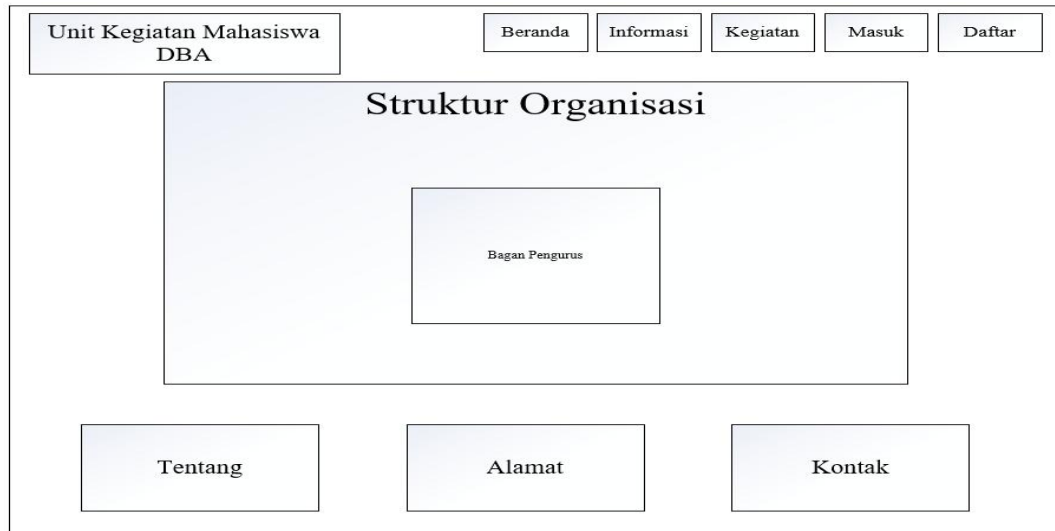 Unit Kegiatan Mahasiswa
DBA
Beranda
Informasi
Kegiatan
Masuk
Daftar
Struktur Organisasi
Bagan Pengurus
Tentang
Alamat
Kontak